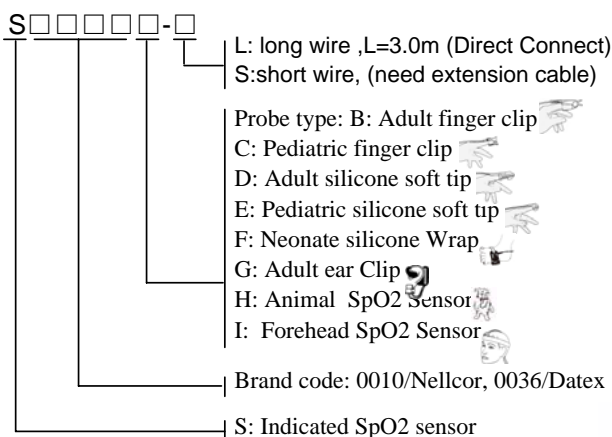 S□□□□□-□
L: long wire ,L=3.0m (Direct Connect)
S:short wire, (need extension cable)
Probe type: B: Adult finger clip
C: Pediatric finger clip
D: Adult silicone soft tip
E: Pediatric silicone soft tip
F: Neonate silicone Wrap
G: Adult ear Clip
H: Animal SpO2 Sensor
I: Forehead SpO2 Sensor
Brand code: 0010/Nellcor, 0036/Datex
S: Indicated SpO2 sensor